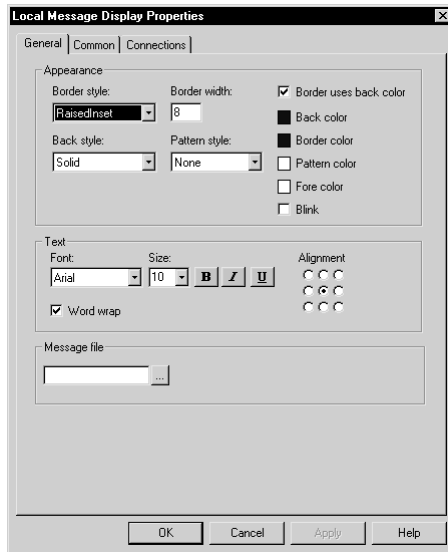 Local Message Display Properties
General Common Connections
Appearance
Border style: Border width:
RaisedInset 8
Border uses back color
Back color
Back style: Pattern style:
Border color
Solid None
Pattern color
Fore color
Blink
Text
Font: Size: Alignment
Arial 10 B I U
Word wrap
Message file
...
OK Cancel Apply Help